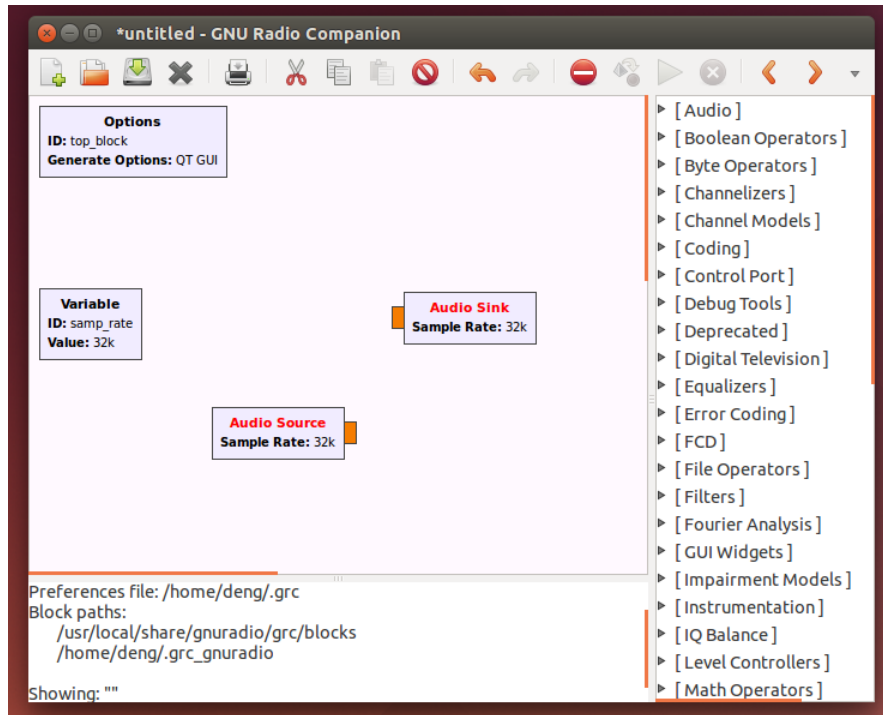 *untitled - GNU Radio Companion
Options
ID: top_block
Generate Options: QT GUI
Variable
ID: samp_rate
Value: 32k
Audio Sink
Sample Rate: 32k
Audio Source
Sample Rate: 32k
[ Audio ]
[ Boolean Operators ]
[ Byte Operators ]
[ Channelizers ]
[ Channel Models ]
[ Coding ]
[ Control Port ]
[ Debug Tools ]
[ Deprecated ]
[ Digital Television ]
[ Equalizers ]
[ Error Coding ]
[ FCD ]
[ File Operators ]
[ Filters ]
[ Fourier Analysis ]
[ GUI Widgets ]
[ Impairment Models ]
[ Instrumentation ]
[ IQ Balance ]
[ Level Controllers ]
[ Math Operators ]
Preferences file: /home/deng/.grc
Block paths:
/usr/local/share/gnuradio/grc/blocks
/home/deng/.grc_gnuradio
Showing: ""